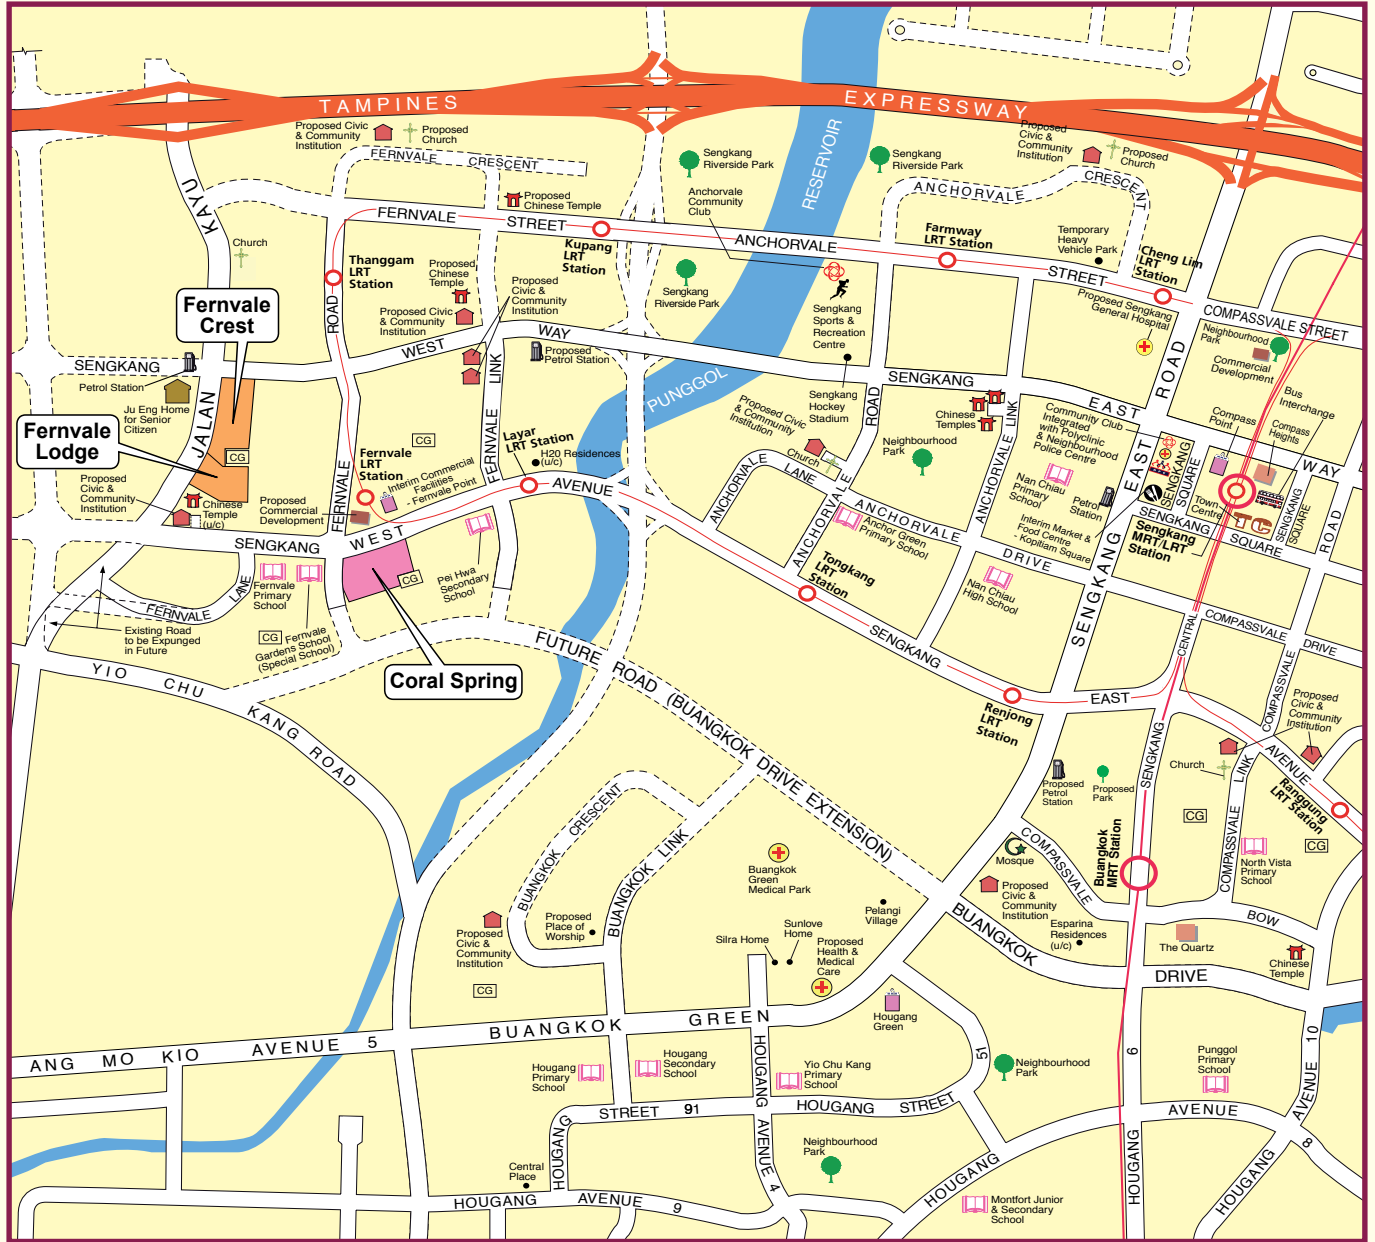 TAMPINES
EXPRESSWAY
Proposed Civic
& Community
Institution
Proposed
Church
FERNVALE CRESCENT
Sengkang
Riverside Park
RESERVOIR
Sengkang
Riverside Park
Proposed
Civic &
Community
Institution
Proposed
Church
CRESCENT
ANCHORVALE
Anchorvale
Community
Club
KAYU
Proposed
Chinese Temple
FERNVALE
STREET
Kupang
LRT
Station
ANCHORVALE
Farmway
LRT Station
Temporary
Heavy
Vehicle Park
Cheng Lim
LRT
Station
STREET
Church
Thanggam
LRT
Station
Proposed
Chinese
Temple
Proposed
Civic &
Community
Institution
Sengkang
Riverside Park
Proposed Sengkang
General Hospital
COMPASSVALE STREET
Fernvale
Crest
ROAD
Proposed Civic
& Community
Institution
Sengkang
Sports &
Recreation
Centre
Neighbourhood
Park
Commercial
Development
ROAD
SENGKANG
WEST
WAY
Proposed
Petrol Station
Petrol Station
Ju Eng Home
for Senior
Citizen
LINK
PUNGGOL
SENGKANG
EAST
WAY
Bus
Interchange
Compass
Point
Compass
Heights
Sengkang
Hockey
Stadium
ROAD
Chinese
Temples
LINK
Community Club
Integrated
with Polyclinic
& Neighbourhood
Police Centre
Fernvale
Lodge
JALAN
CG
CG
FERNVALE
Layar
LRT Station
H20 Residences
(u/c)
Proposed Civic
& Community
Institution
Church
Neighbourhood
Park
EAST
SENGKANG
SQUARE
Fernvale
LRT
Station
Interim Commercial
Facilities
- Fernvale Point
Proposed
Civic &
Community
Institution
Chinese
Temple
(u/c)
Proposed
Commercial
Development
FERNVALE
AVENUE
ANCHORVALE
LANE
ANCHORVALE
ANCHORVALE
Nan Chiau
Primary
School
Petrol
Station
Town
Centre
TC
SENGKANG
SQUARE
SENGKANG
SQUARE
ROAD
Sengkang
MRT/LRT
Station
Interim Market &
Food Centre
- Kopitiam Square
SENGKANG
WEST
ANCHORVALE
DRIVE
Anchor Green
Primary School
SENGKANG
Fernvale
Primary
School
LANE
FERNVALE
CG
Pei Hwa
Secondary
School
Tongkang
LRT
Station
Nan Chiau
High School
Existing Road
to be Expunged
in Future
CG
Fernvale
Gardens School
(Special School)
FUTURE ROAD (BUANGKOK DRIVE EXTENSION)
SENGKANG
CENTRAL
COMPASSVALE
DRIVE
YIO CHU
KANG ROAD
Coral Spring
Renjong
LRT
Station
EAST
SENGKANG
COMPASSVALE
Proposed
Civic &
Community
Institution
AVENUE
Church
LINK
Ranggung
LRT Station
Proposed
Petrol
Station
Proposed
Park
CG
CG
BUANGKOK
CRESCENT
BUANGKOK LINK
Mosque
COMPASSVALE
Buangkok
MRT Station
COMPASSVALE
North Vista
Primary
School
Buangkok
Green
Medical Park
Pelangi
Village
Proposed
Civic &
Community
Institution
BOW
Proposed
Civic &
Community
Institution
Proposed
Place of
Worship
Sunlove
Home
Silra Home
Proposed
Health &
Medical
Care
BUANGKOK
Esparina
Residences
(u/c)
The Quartz
Chinese
Temple
DRIVE
CG
Hougang
Green
ANG MO KIO AVENUE 5
BUANGKOK GREEN
HOUGANG AVENUE 4
51
6
AVENUE 10
Hougang
Primary
School
Hougang
Secondary
School
Yio Chu Kang
Primary
School
Neighbourhood
Park
Punggol
Primary
School
STREET 91
HOUGANG STREET
AVENUE
8
HOUGANG
Neighbourhood
Park
Central
Place
HOUGANG AVENUE 9
HOUGANG
HOUGANG
HOUGANG
Montfort Junior
& Secondary
School